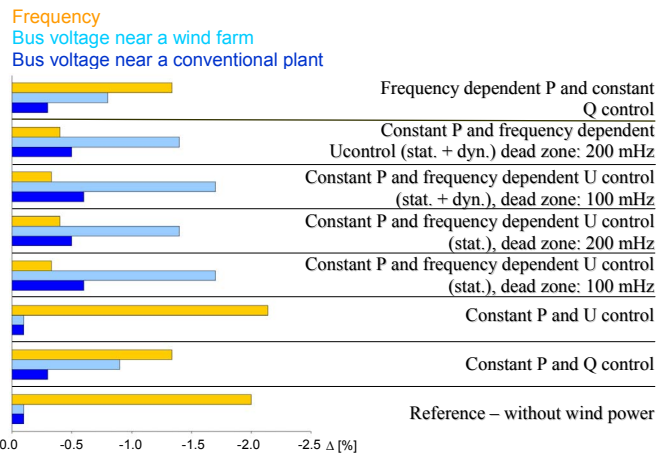 Frequency
Bus voltage near a wind farm
Bus voltage near a conventional plant
Frequency dependent P and constant
Q control
Constant P and frequency dependent
Ucontrol (stat. + dyn.) dead zone: 200 mHz
Constant P and frequency dependent U control
(stat. + dyn.), dead zone: 100 mHz
Constant P and frequency dependent U control
(stat.), dead zone: 200 mHz
Constant P and frequency dependent U control
(stat.), dead zone: 100 mHz
Constant P and U control
Constant P and Q control
Reference – without wind power
0.0 -0.5 -1.0 -1.5 -2.0 -2.5 Δ [%]